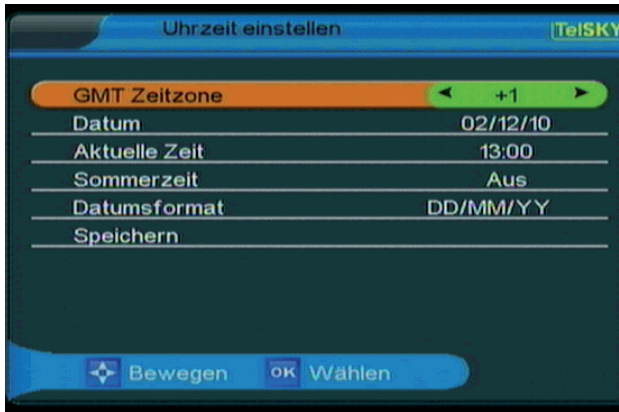 Uhrzeit einstellen TelSKY
GMT Zeitzone +1
Datum 02/12/10
Aktuelle Zeit 13:00
Sommerzeit Aus
Datumsformat DD/MM/YY
Speichern
Bewegen OK Wählen